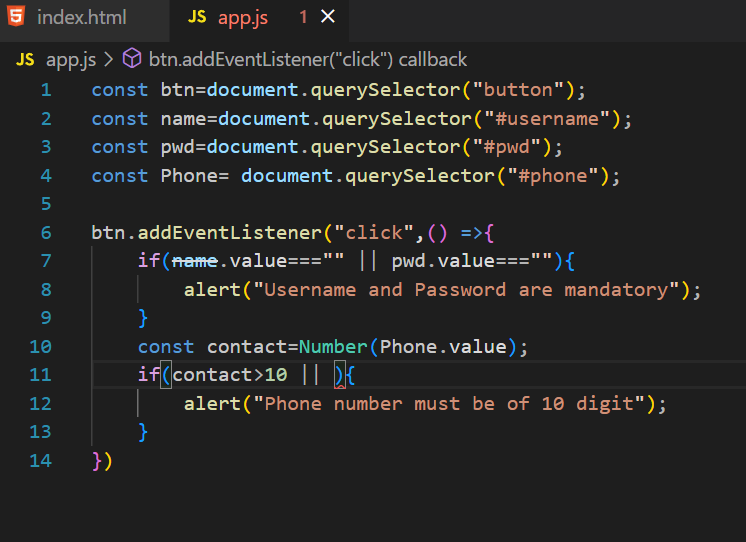 index.html JS app.js 1 ×
JS app.js > btn.addEventListener("click") callback
1 const btn=document.querySelector("button");
2 const name=document.querySelector("#username");
3 const pwd=document.querySelector("#pwd");
4 const Phone= document.querySelector("#phone");
5
6 btn.addEventListener("click",() =>{
7     if(name.value==="" || pwd.value===""){
8         alert("Username and Password are mandatory");
9     }
10     const contact=Number(Phone.value);
11     if(contact>10 || ){
12         alert("Phone number must be of 10 digit");
13     }
14 })